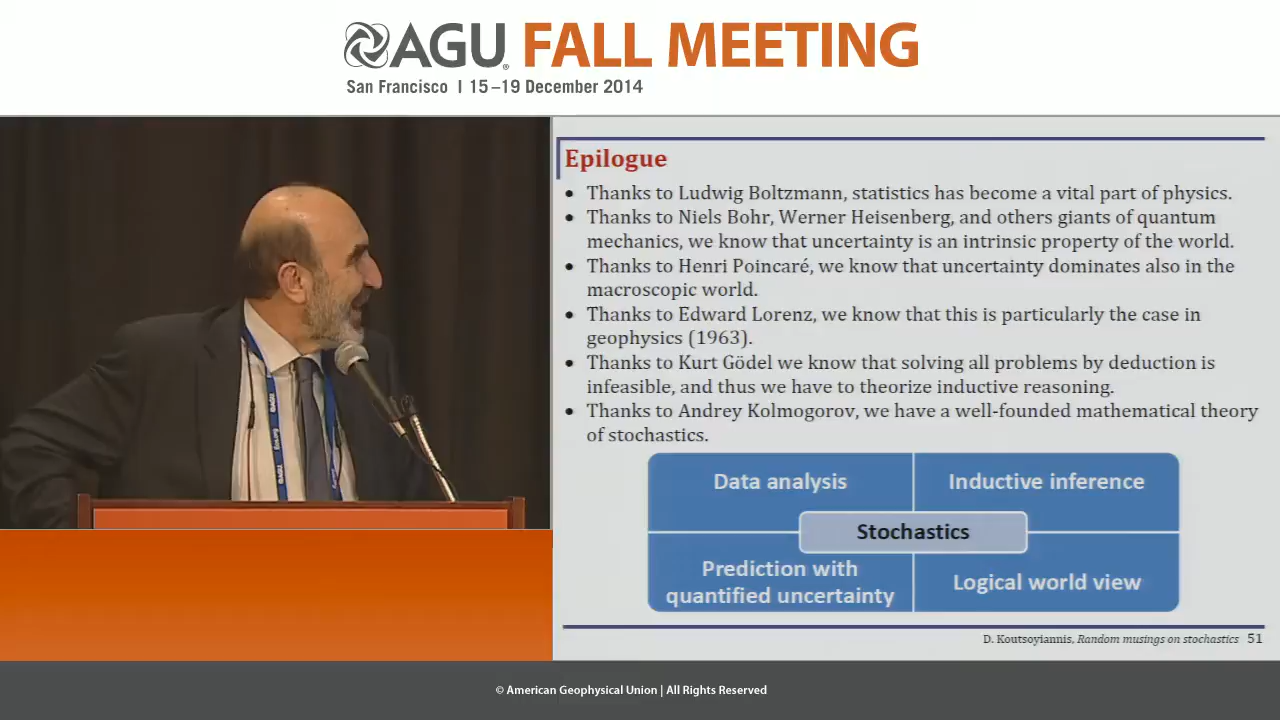 AGU FALL MEETING
San Francisco | 15–19 December 2014
Epilogue
• Thanks to Ludwig Boltzmann, statistics has become a vital part of physics.
• Thanks to Niels Bohr, Werner Heisenberg, and others giants of quantum
mechanics, we know that uncertainty is an intrinsic property of the world.
• Thanks to Henri Poincaré, we know that uncertainty dominates also in the
macroscopic world.
• Thanks to Edward Lorenz, we know that this is particularly the case in
geophysics (1963).
• Thanks to Kurt Gödel we know that solving all problems by deduction is
infeasible, and thus we have to theorize inductive reasoning.
• Thanks to Andrey Kolmogorov, we have a well-founded mathematical theory
of stochastics.
Data analysis
Inductive inference
Stochastics
Prediction with
quantified uncertainty
Logical world view
D. Koutsoyiannis, Random musings on stochastics 51
© American Geophysical Union | All Rights Reserved